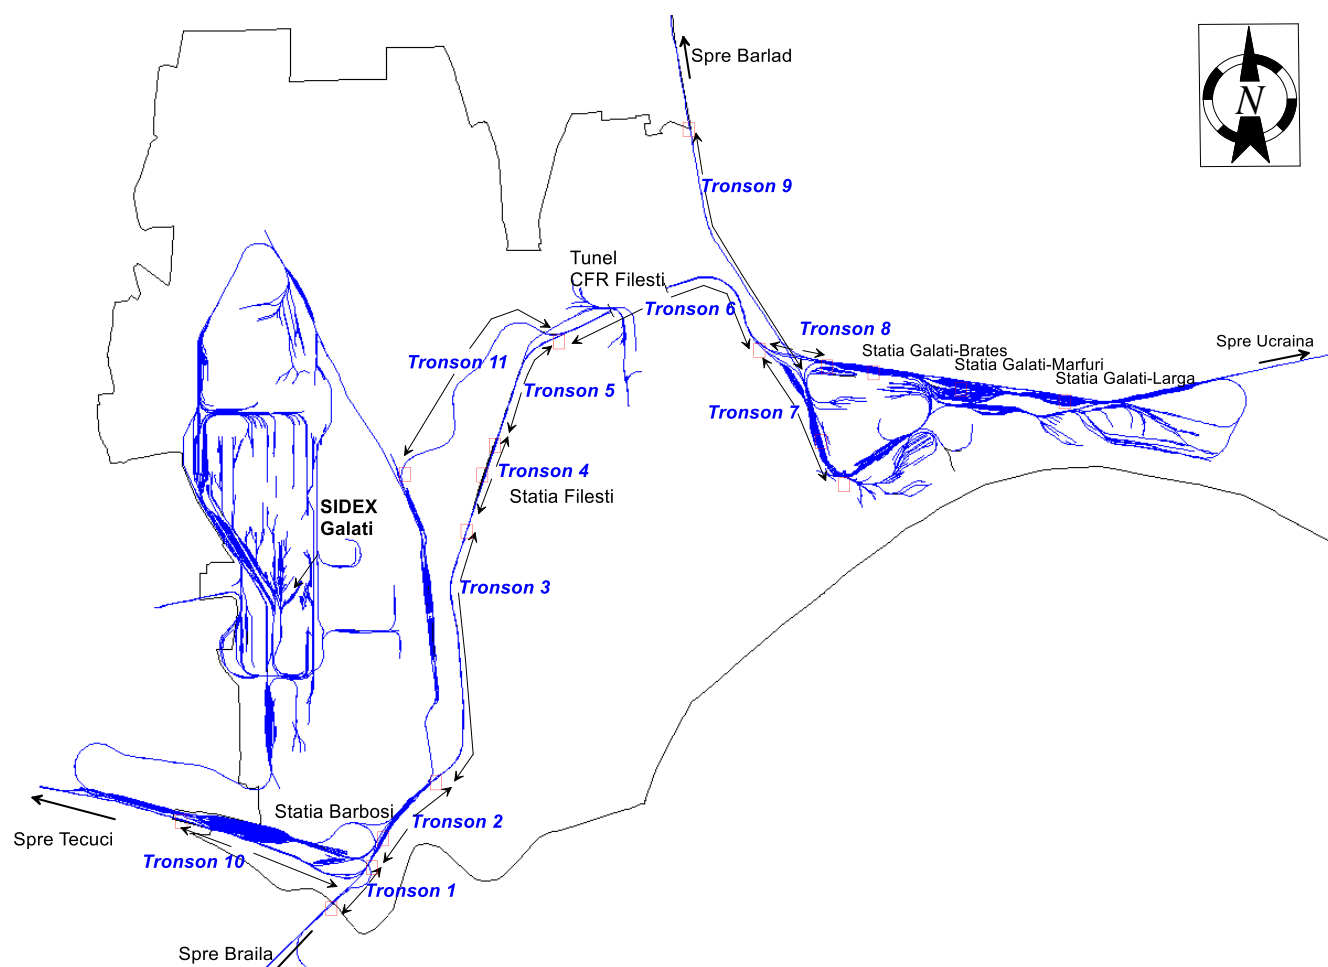 Spre Barlad
N
Tronson 9
Tunel
CFR Filesti
Tronson 6
Tronson 8
Spre Ucraina
Statia Galati-Brates
Statia Galati-Marfuri
Statia Galati-Larga
Tronson 11
Tronson 5
Tronson 7
Tronson 4
Statia Filesti
SIDEX
Galati
Tronson 3
Statia Barbosi
Tronson 2
Spre Tecuci
Tronson 10
Tronson 1
Spre Braila